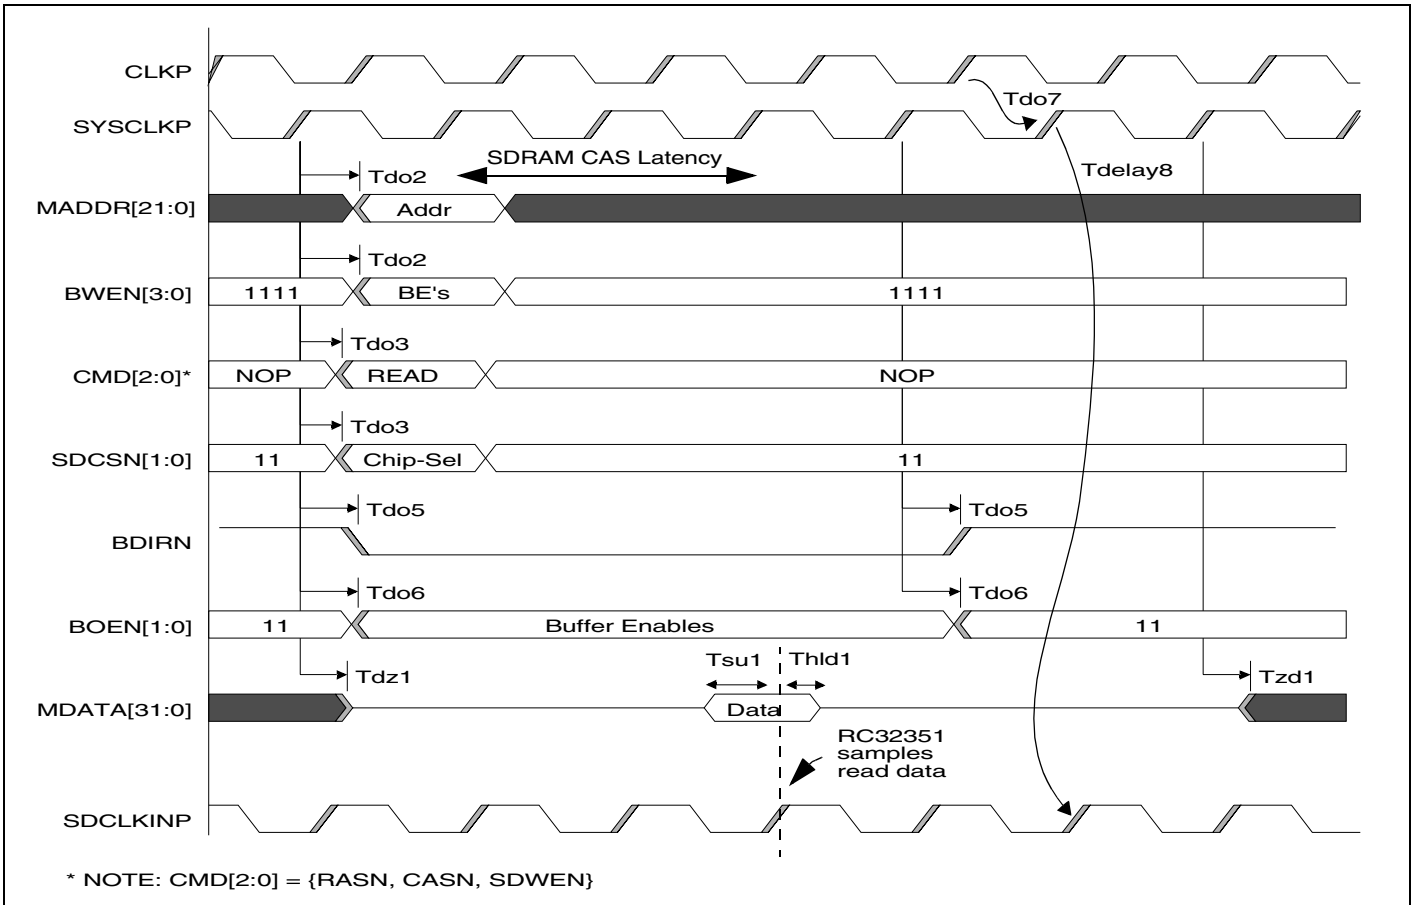 CLKP
Tdo7
SYSCLKP
SDRAM CAS Latency
Tdo2
Tdelay8
MADDR[21:0]
Addr
Tdo2
BWEN[3:0]
1111
BE's
1111
Tdo3
CMD[2:0]*
NOP
READ
NOP
Tdo3
SDCSN[1:0]
11
Chip-Sel
11
Tdo5
Tdo5
BDIRN
Tdo6
Tdo6
BOEN[1:0]
11
Buffer Enables
11
Tsu1
Thld1
Tdz1
Tzd1
MDATA[31:0]
Data
RC32351
samples
read data
SDCLKINP
* NOTE: CMD[2:0] = {RASN, CASN, SDWEN}